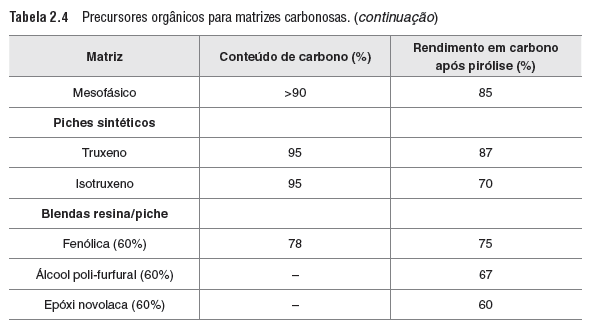 Tabela 2.4 Precursores orgânicos para matrizes carbonosas. (continuação)
Matriz Conteúdo de carbono (%) Rendimento em carbono
após pirólise (%)
Mesofásico >90 85
Piches sintéticos
Truxeno 95 87
Isotruxeno 95 70
Blendas resina/piche
Fenólica (60%) 78 75
Álcool poli-furfural (60%) – 67
Epóxi novolaca (60%) – 60